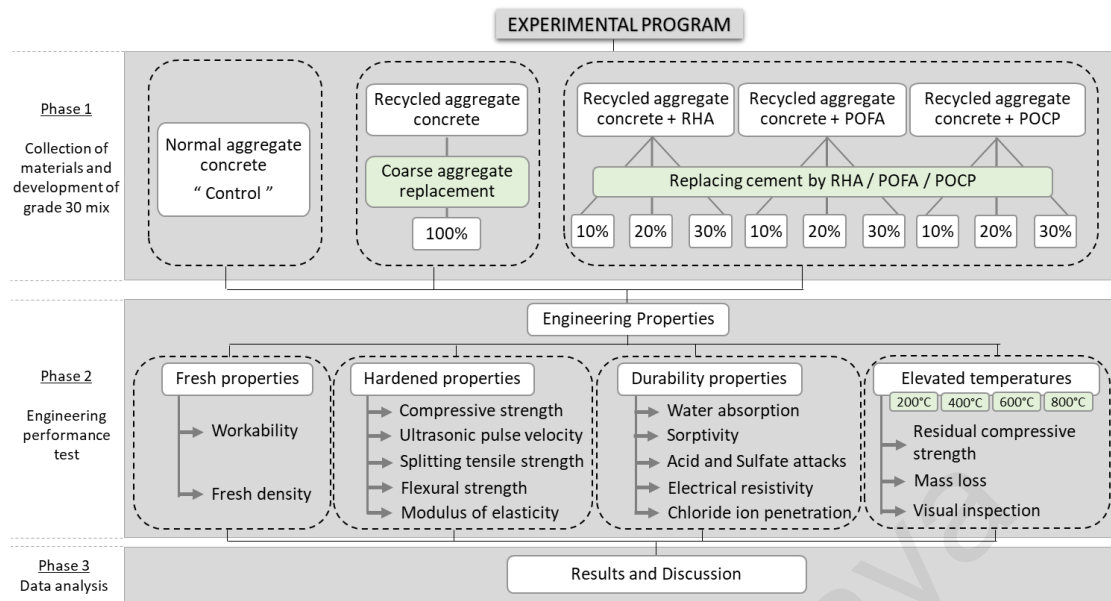 EXPERIMENTAL PROGRAM
Phase 1
Collection of
materials and
development of
grade 30 mix
Normal aggregate
concrete
“ Control ”
Recycled aggregate
concrete
Coarse aggregate
replacement
100%
Recycled aggregate
concrete + RHA
Recycled aggregate
concrete + POFA
Recycled aggregate
concrete + POCP
Replacing cement by RHA / POFA / POCP
10% 20% 30% 10% 20% 30% 10% 20% 30%
Phase 2
Engineering
performance
test
Engineering Properties
Fresh properties
Workability
Fresh density
Hardened properties
Compressive strength
Ultrasonic pulse velocity
Splitting tensile strength
Flexural strength
Modulus of elasticity
Durability properties
Water absorption
Sorptivity
Acid and Sulfate attacks
Electrical resistivity
Chloride ion penetration
Elevated temperatures
200°C 400°C 600°C 800°C
Residual compressive
strength
Mass loss
Visual inspection
Phase 3
Data analysis
Results and Discussion